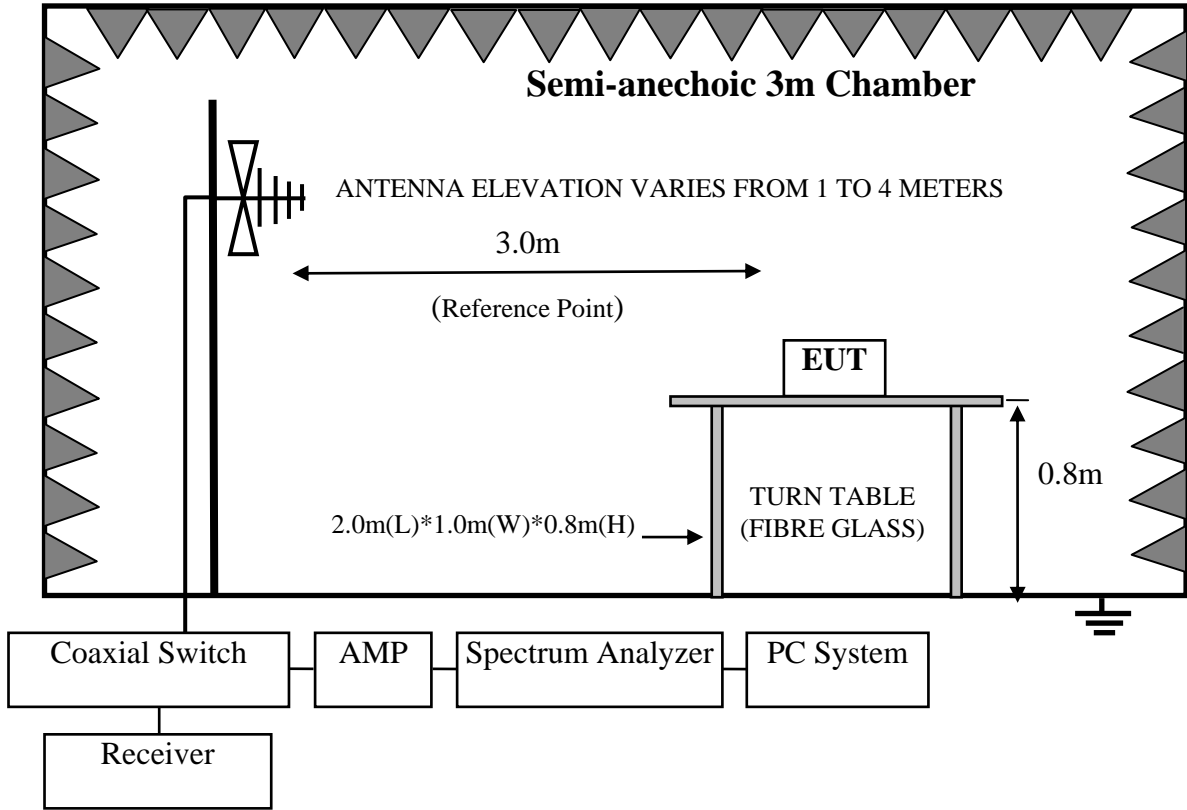 Semi-anechoic 3m Chamber
ANTENNA ELEVATION VARIES FROM 1 TO 4 METERS
3.0m
(Reference Point)
EUT
0.8m
TURN TABLE
(FIBRE GLASS)
2.0m(L)*1.0m(W)*0.8m(H)
Coaxial Switch
AMP
Spectrum Analyzer
PC System
Receiver